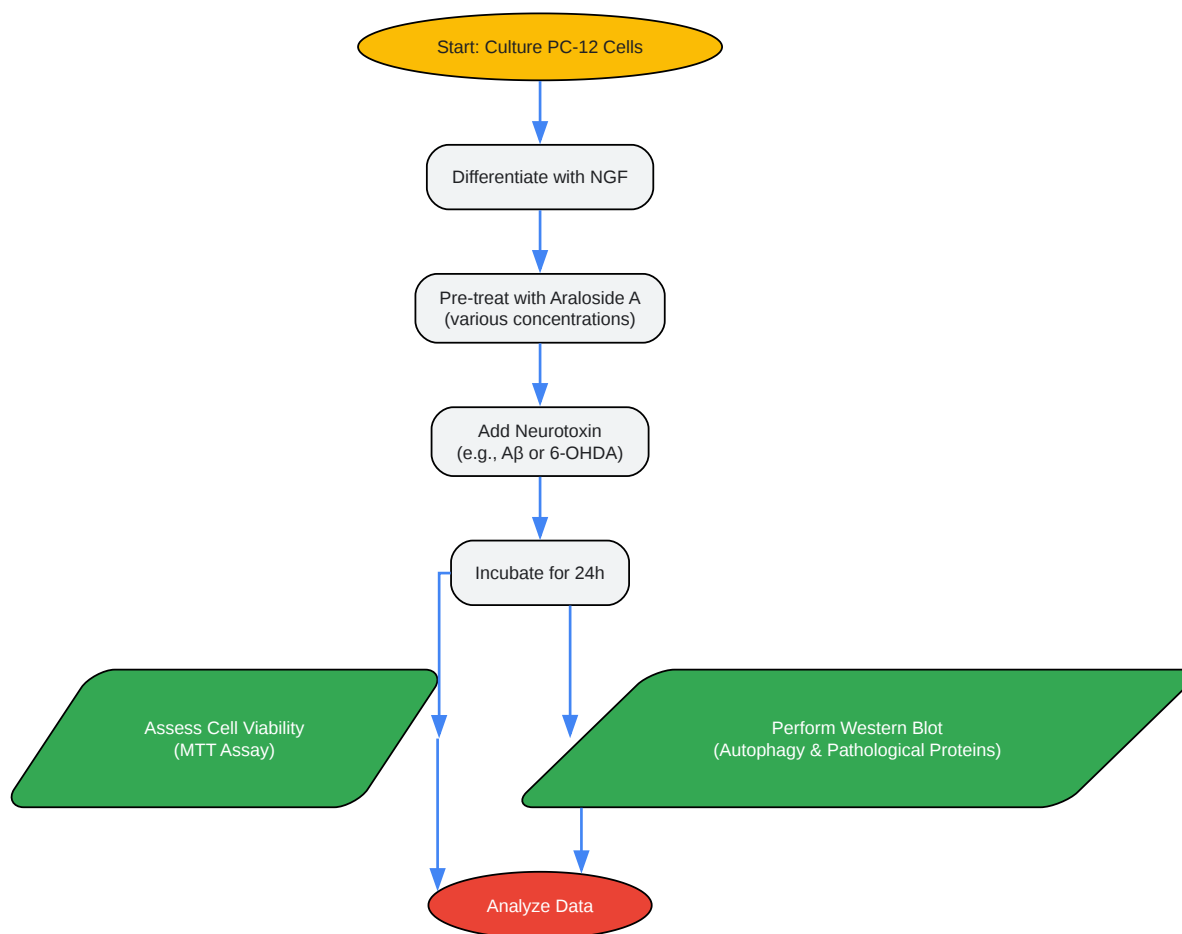 Start: Culture PC-12 Cells
Differentiate with NGF
Pre-treat with Araloside A
(various concentrations)
Add Neurotoxin
(e.g., Aβ or 6-OHDA)
Incubate for 24h
Assess Cell Viability
(MTT Assay)
Perform Western Blot
(Autophagy & Pathological Proteins)
Analyze Data